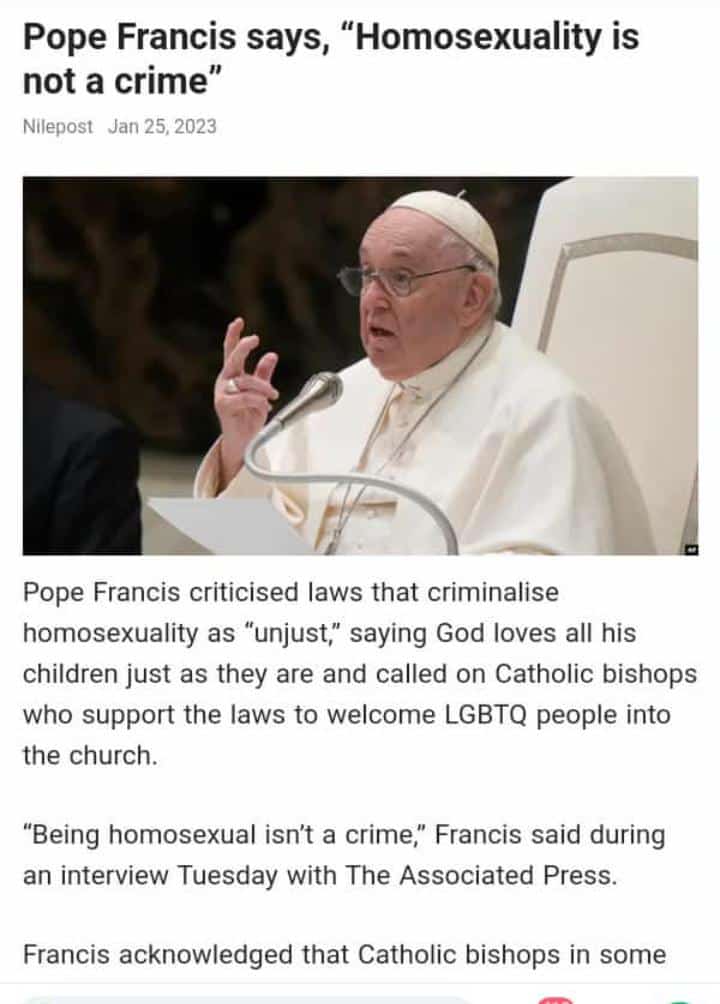 Pope Francis says, “Homosexuality is
not a crime”
Nilepost Jan 25, 2023
Pope Francis criticised laws that criminalise
homosexuality as “unjust,” saying God loves all his
children just as they are and called on Catholic bishops
who support the laws to welcome LGBTQ people into
the church.
“Being homosexual isn’t a crime,” Francis said during
an interview Tuesday with The Associated Press.
Francis acknowledged that Catholic bishops in some